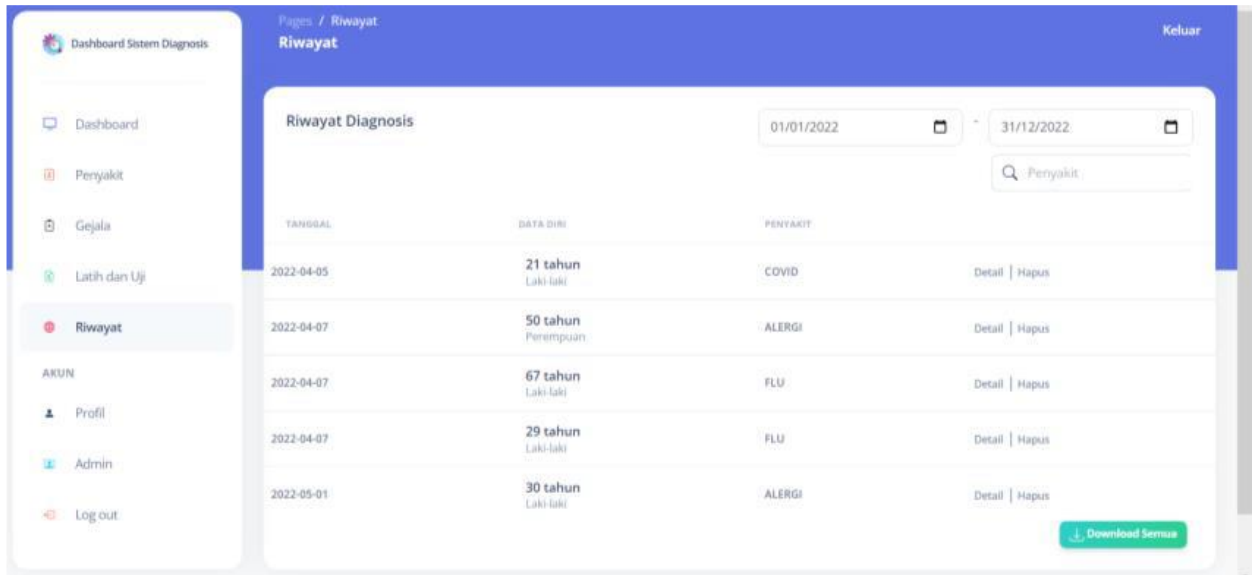 Dashboard Sistem Diagnosis
Dashboard
Penyakit
Gejala
Latih dan Uji
Riwayat
AKUN
Profil
Admin
Log out
Pages / Riwayat
Riwayat
Keluar
Riwayat Diagnosis
01/01/2022 - 31/12/2022
Penyakit
TANGGAL DATA DIRI PENYAKIT
2022-04-05 21 tahun COVID Detail | Hapus
Laki-laki
2022-04-07 50 tahun ALERGI Detail | Hapus
Perempuan
2022-04-07 67 tahun FLU Detail | Hapus
Laki-laki
2022-04-07 29 tahun FLU Detail | Hapus
Laki-laki
2022-05-01 30 tahun ALERGI Detail | Hapus
Laki-laki
Download Semua